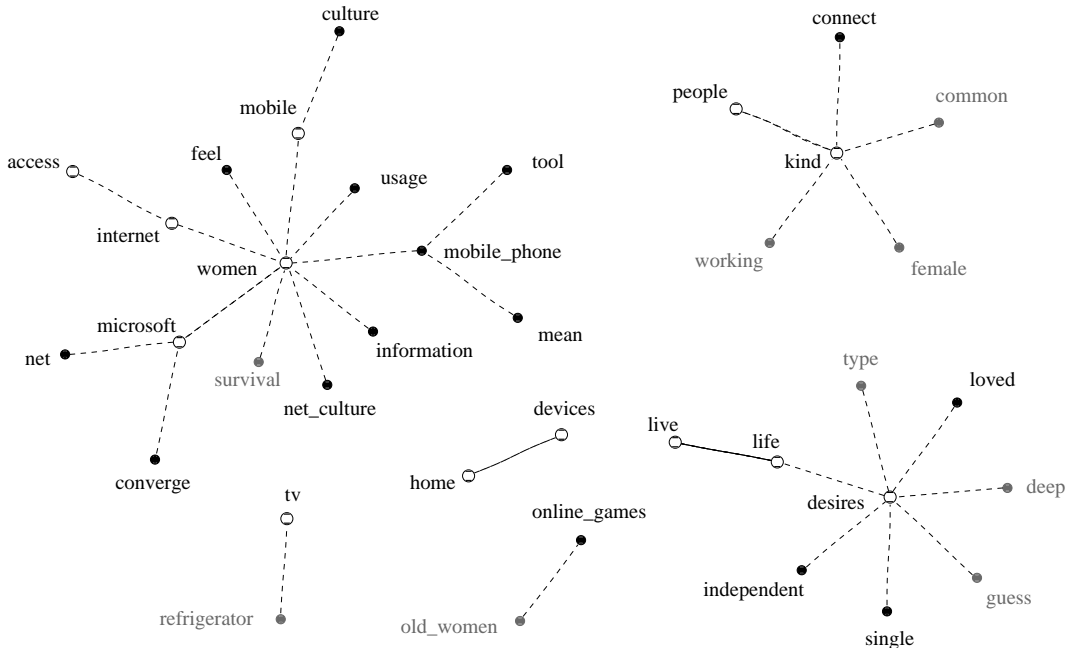 culture
connect
people
common
mobile
access
feel
tool
usage
kind
internet
mobile_phone
women
working
female
microsoft
mean
net
information
survival
type
loved
net_culture
devices
live
life
converge
home
tv
deep
desires
online_games
independent
guess
refrigerator
old_women
single